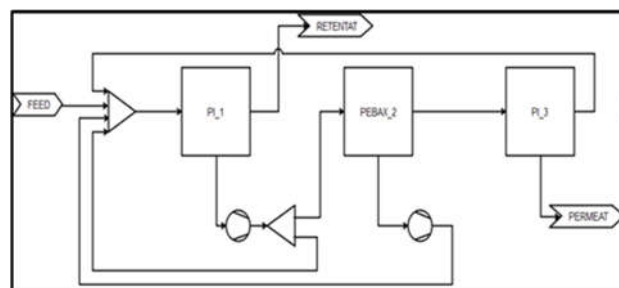 RETENTAT
FEED
PI_1
PEBAX_2
PI_3
PERMEAT